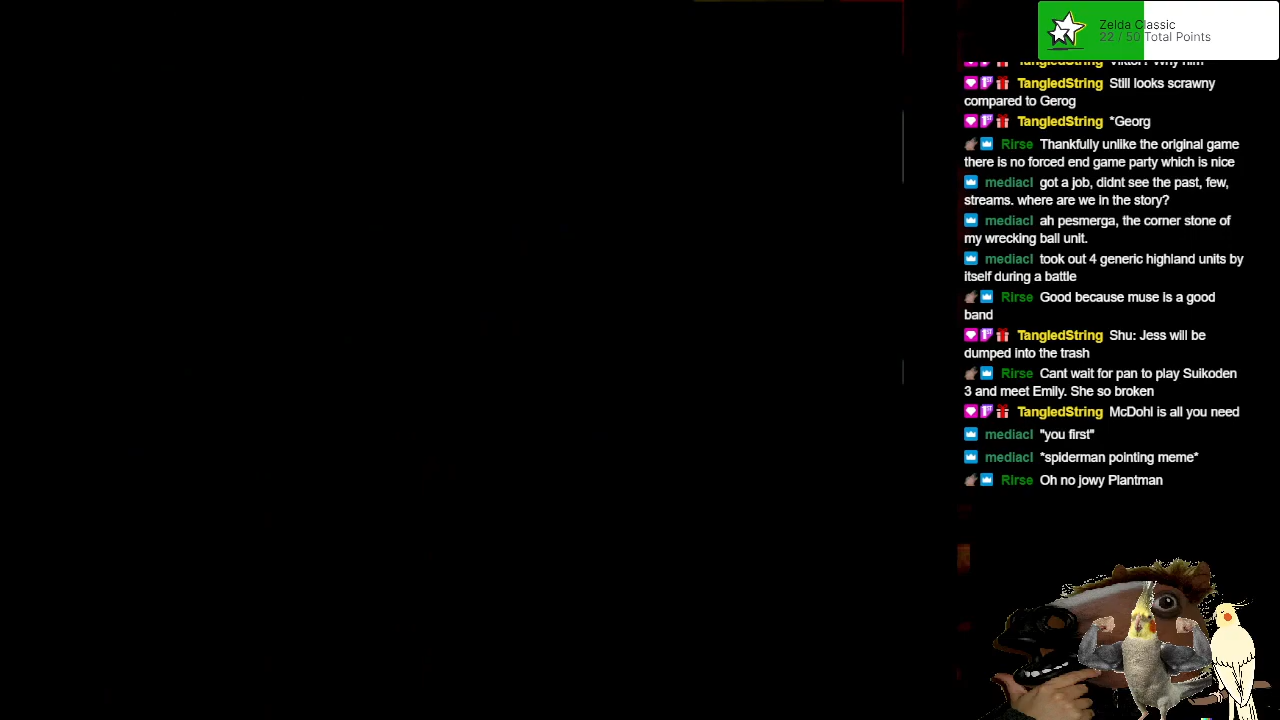 Zelda Classic
22 / 50 Total Points
TangledString Viktor? Why him
TangledString Still looks scrawny
compared to Gerog
TangledString *Georg
Rirse Thankfully unlike the original game
there is no forced end game party which is nice
mediacl got a job, didnt see the past, few,
streams. where are we in the story?
mediacl ah pesmerga, the corner stone of
my wrecking ball unit.
mediacl took out 4 generic highland units by
itself during a battle
Rirse Good because muse is a good
band
TangledString Shu: Jess will be
dumped into the trash
Rirse Cant wait for pan to play Suikoden
3 and meet Emily. She so broken
TangledString McDohl is all you need
mediacl "you first"
mediacl *spiderman pointing meme*
Rirse Oh no jowy Plantman